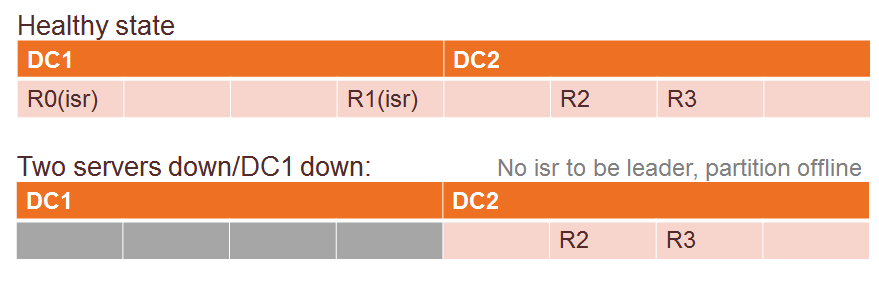 Healthy state
DC1 DC2
R0(isr) R1(isr) R2 R3
Two servers down/DC1 down: No isr to be leader, partition offline
DC1 DC2
R2 R3